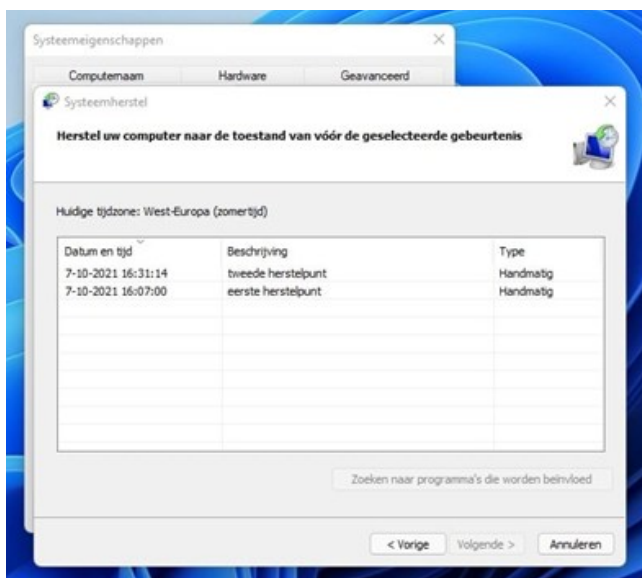 Systeemeigenschappen
Computernaam Hardware Geavanceerd
Systeemherstel
Herstel uw computer naar de toestand van vóór de geselecteerde gebeurtenis
Huidige tijdzone: West-Europa (zomertijd)
Datum en tijd Beschrijving Type
7-10-2021 16:31:14 tweede herstelpunt Handmatig
7-10-2021 16:07:00 eerste herstelpunt Handmatig
Zoeken naar programma's die worden beïnvloed
< Vorige Volgende > Annuleren